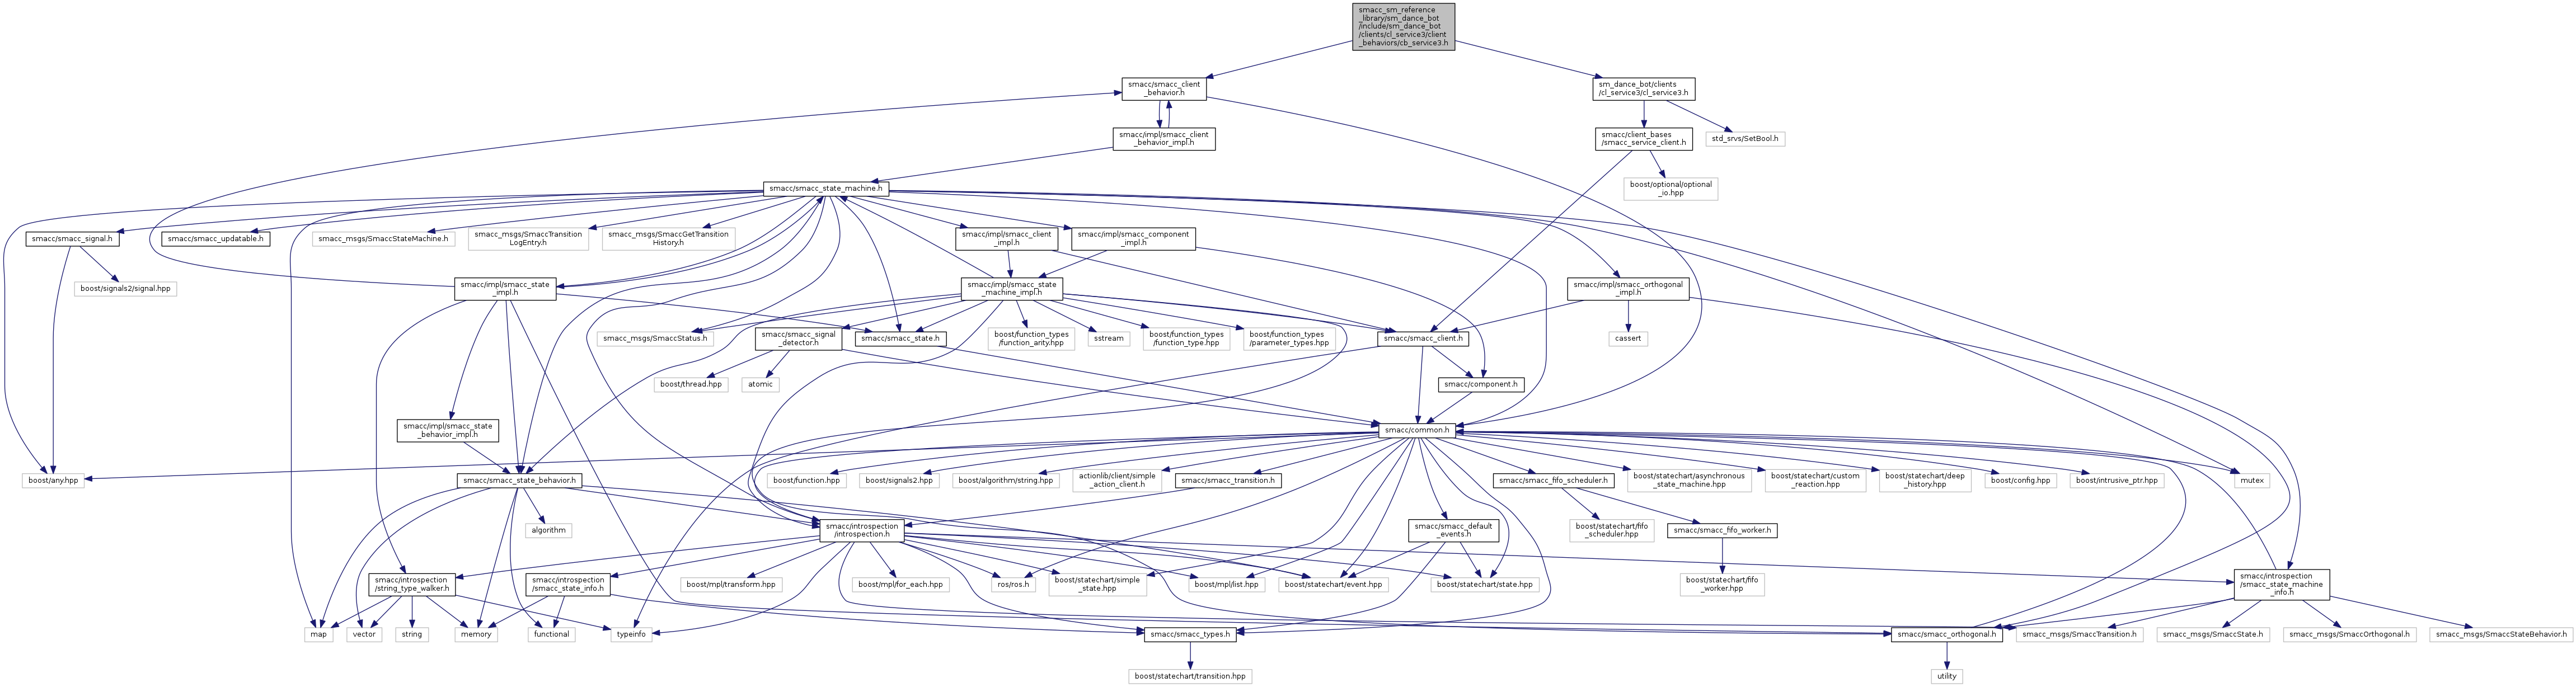 smacc_sm_reference
_library/sm_dance_bot
/include/sm_dance_bot
/clients/cl_service3/client
_behaviors/cb_service3.h
smacc/smacc_client
_behavior.h
sm_dance_bot/clients
/cl_service3/cl_service3.h
smacc/impl/smacc_client
_behavior_impl.h
smacc/client_bases
/smacc_service_client.h
std_srvs/SetBool.h
smacc/smacc_state_machine.h
boost/optional/optional
_io.hpp
smacc/smacc_signal.h
smacc/smacc_updatable.h
smacc_msgs/SmaccStateMachine.h
smacc_msgs/SmaccTransition
LogEntry.h
smacc_msgs/SmaccGetTransition
History.h
smacc/impl/smacc_client
_impl.h
smacc/impl/smacc_component
_impl.h
boost/signals2/signal.hpp
smacc/impl/smacc_state
_impl.h
smacc/impl/smacc_state
_machine_impl.h
smacc/impl/smacc_orthogonal
_impl.h
smacc_msgs/SmaccStatus.h
smacc/smacc_signal
_detector.h
smacc/smacc_state.h
boost/function_types
/function_arity.hpp
sstream
boost/function_types
/function_type.hpp
boost/function_types
/parameter_types.hpp
smacc/smacc_client.h
cassert
boost/thread.hpp
atomic
smacc/component.h
smacc/impl/smacc_state
_behavior_impl.h
smacc/common.h
boost/any.hpp
smacc/smacc_state_behavior.h
boost/function.hpp
boost/signals2.hpp
boost/algorithm/string.hpp
actionlib/client/simple
_action_client.h
smacc/smacc_transition.h
smacc/smacc_fifo_scheduler.h
boost/statechart/asynchronous
_state_machine.hpp
boost/statechart/custom
_reaction.hpp
boost/statechart/deep
_history.hpp
boost/config.hpp
boost/intrusive_ptr.hpp
mutex
algorithm
smacc/introspection
/introspection.h
smacc/smacc_default
_events.h
boost/statechart/fifo
_scheduler.hpp
smacc/smacc_fifo_worker.h
smacc/introspection
/string_type_walker.h
smacc/introspection
/smacc_state_info.h
boost/mpl/transform.hpp
boost/mpl/for_each.hpp
ros/ros.h
boost/statechart/simple
_state.hpp
boost/mpl/list.hpp
boost/statechart/event.hpp
boost/statechart/state.hpp
boost/statechart/fifo
_worker.hpp
smacc/introspection
/smacc_state_machine
_info.h
map
vector
string
memory
functional
typeinfo
smacc/smacc_types.h
smacc/smacc_orthogonal.h
smacc_msgs/SmaccTransition.h
smacc_msgs/SmaccState.h
smacc_msgs/SmaccOrthogonal.h
smacc_msgs/SmaccStateBehavior.h
boost/statechart/transition.hpp
utility